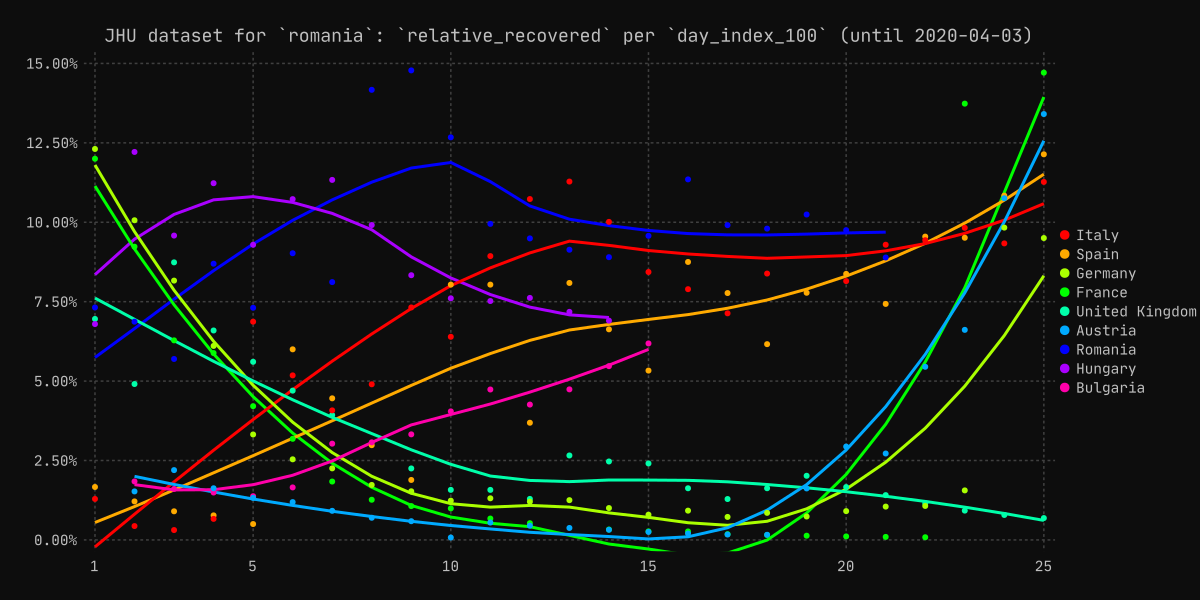 JHU dataset for `romania`: `relative_recovered` per `day_index_100` (until 2020-04-03)
15.00%
12.50%
10.00%
7.50%
5.00%
2.50%
0.00%
1 5 10 15 20 25
Italy
Spain
Germany
France
United Kingdom
Austria
Romania
Hungary
Bulgaria